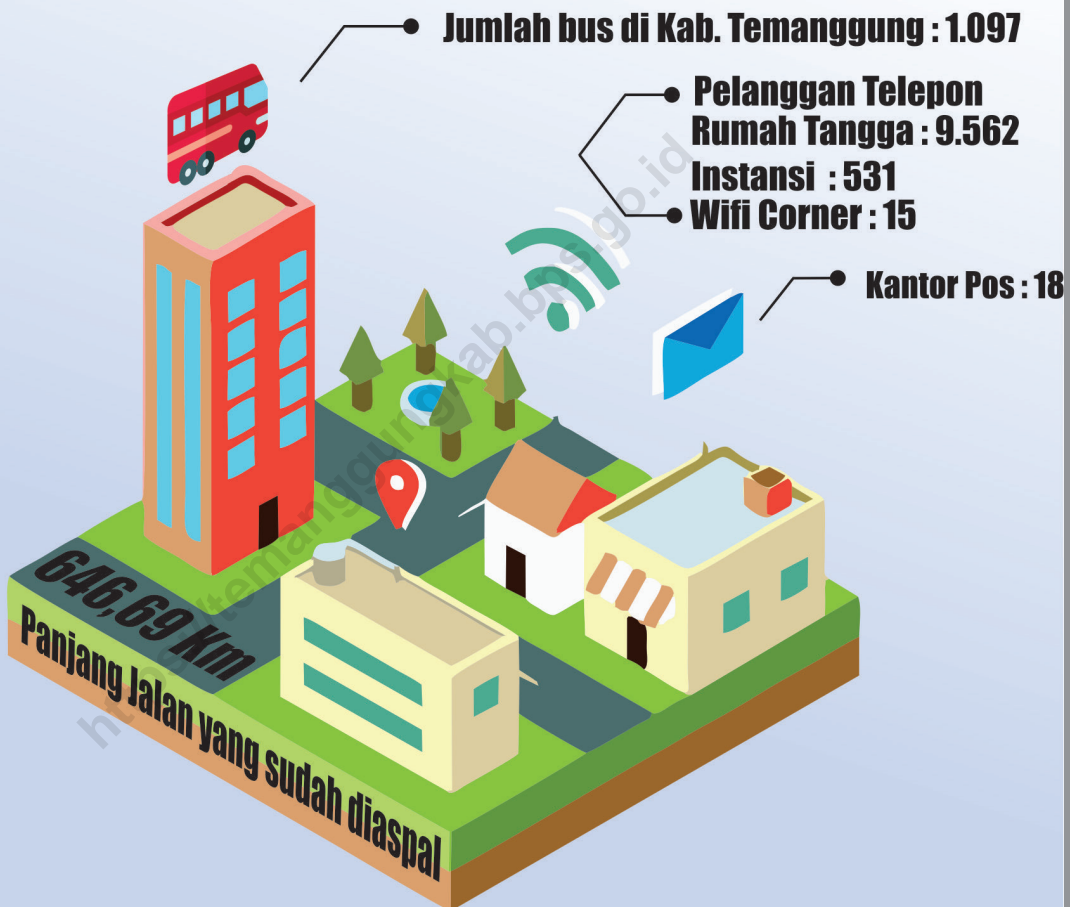 Jumlah bus di Kab. Temanggung : 1.097
Pelanggan Telepon
Rumah Tangga : 9.562
Instansi : 531
Wifi Corner : 15
Kantor Pos : 18
646,69 Km
Panjang Jalan yang sudah diaspal
https://temanggungkab.bps.go.id